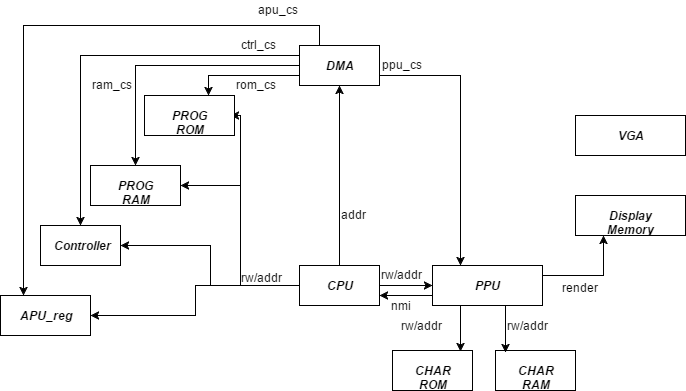 apu_cs
ctrl_cs
DMA
ppu_cs
ram_cs
rom_cs
PROG
ROM
VGA
PROG
RAM
Display
Memory
addr
Controller
rw/addr
CPU
rw/addr
PPU
nmi
render
APU_reg
rw/addr
rw/addr
CHAR
ROM
CHAR
RAM